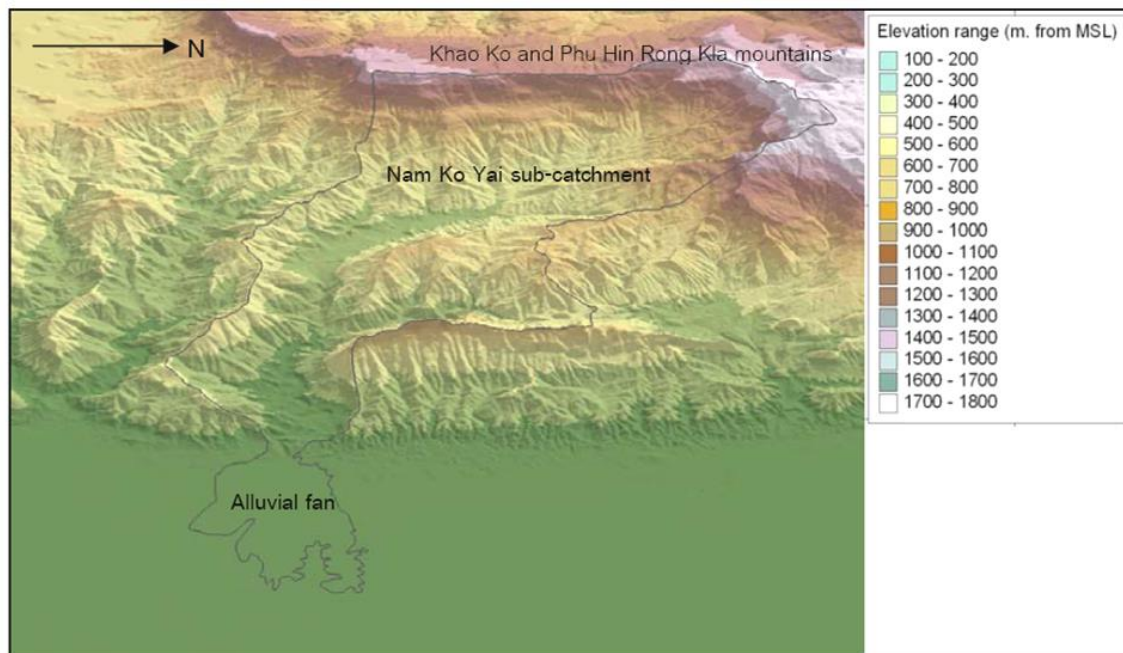 N
Khao Ko and Phu Hin Rong Kla mountains
Nam Ko Yai sub-catchment
Alluvial fan
Elevation range (m. from MSL)
100 - 200
200 - 300
300 - 400
400 - 500
500 - 600
600 - 700
700 - 800
800 - 900
900 - 1000
1000 - 1100
1100 - 1200
1200 - 1300
1300 - 1400
1400 - 1500
1500 - 1600
1600 - 1700
1700 - 1800